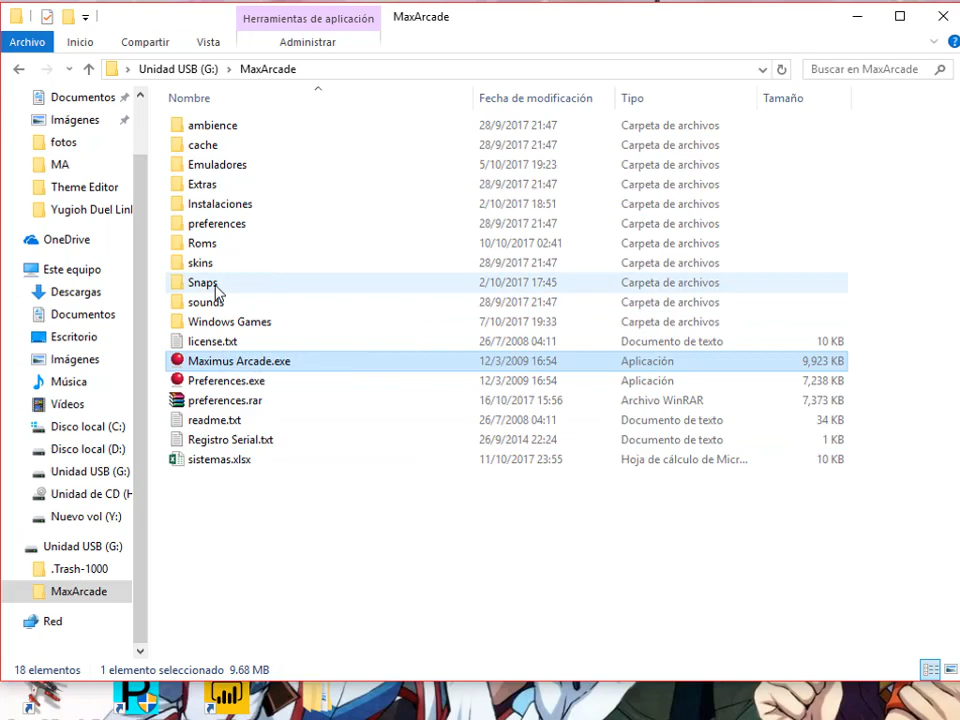 Herramientas de aplicación
MaxArcade
Archivo
Inicio
Compartir
Vista
Administrar
Unidad USB (G:) › MaxArcade
Buscar en MaxArcade
Documentos
Imágenes
fotos
MA
Theme Editor
Yugioh Duel Linl
OneDrive
Este equipo
Descargas
Documentos
Escritorio
Imágenes
Música
Vídeos
Disco local (C:)
Disco local (D:)
Unidad USB (G:)
Unidad de CD (H
Nuevo vol (Y:)
Unidad USB (G:)
.Trash-1000
MaxArcade
Red
Nombre Fecha de modificación Tipo Tamaño
ambience 28/9/2017 21:47 Carpeta de archivos
cache 28/9/2017 21:47 Carpeta de archivos
Emuladores 5/10/2017 19:23 Carpeta de archivos
Extras 28/9/2017 21:47 Carpeta de archivos
Instalaciones 2/10/2017 18:51 Carpeta de archivos
preferences 28/9/2017 21:47 Carpeta de archivos
Roms 10/10/2017 02:41 Carpeta de archivos
skins 28/9/2017 21:47 Carpeta de archivos
Snaps 2/10/2017 17:45 Carpeta de archivos
sounds 28/9/2017 21:47 Carpeta de archivos
Windows Games 7/10/2017 19:33 Carpeta de archivos
license.txt 26/7/2008 04:11 Documento de texto 10 KB
Maximus Arcade.exe 12/3/2009 16:54 Aplicación 9,923 KB
Preferences.exe 12/3/2009 16:54 Aplicación 7,238 KB
preferences.rar 16/10/2017 15:56 Archivo WinRAR 7,373 KB
readme.txt 26/7/2008 04:11 Documento de texto 34 KB
Registro Serial.txt 26/9/2014 22:24 Documento de texto 1 KB
sistemas.xlsx 11/10/2017 23:55 Hoja de cálculo de Micr... 10 KB
18 elementos 1 elemento seleccionado 9.68 MB